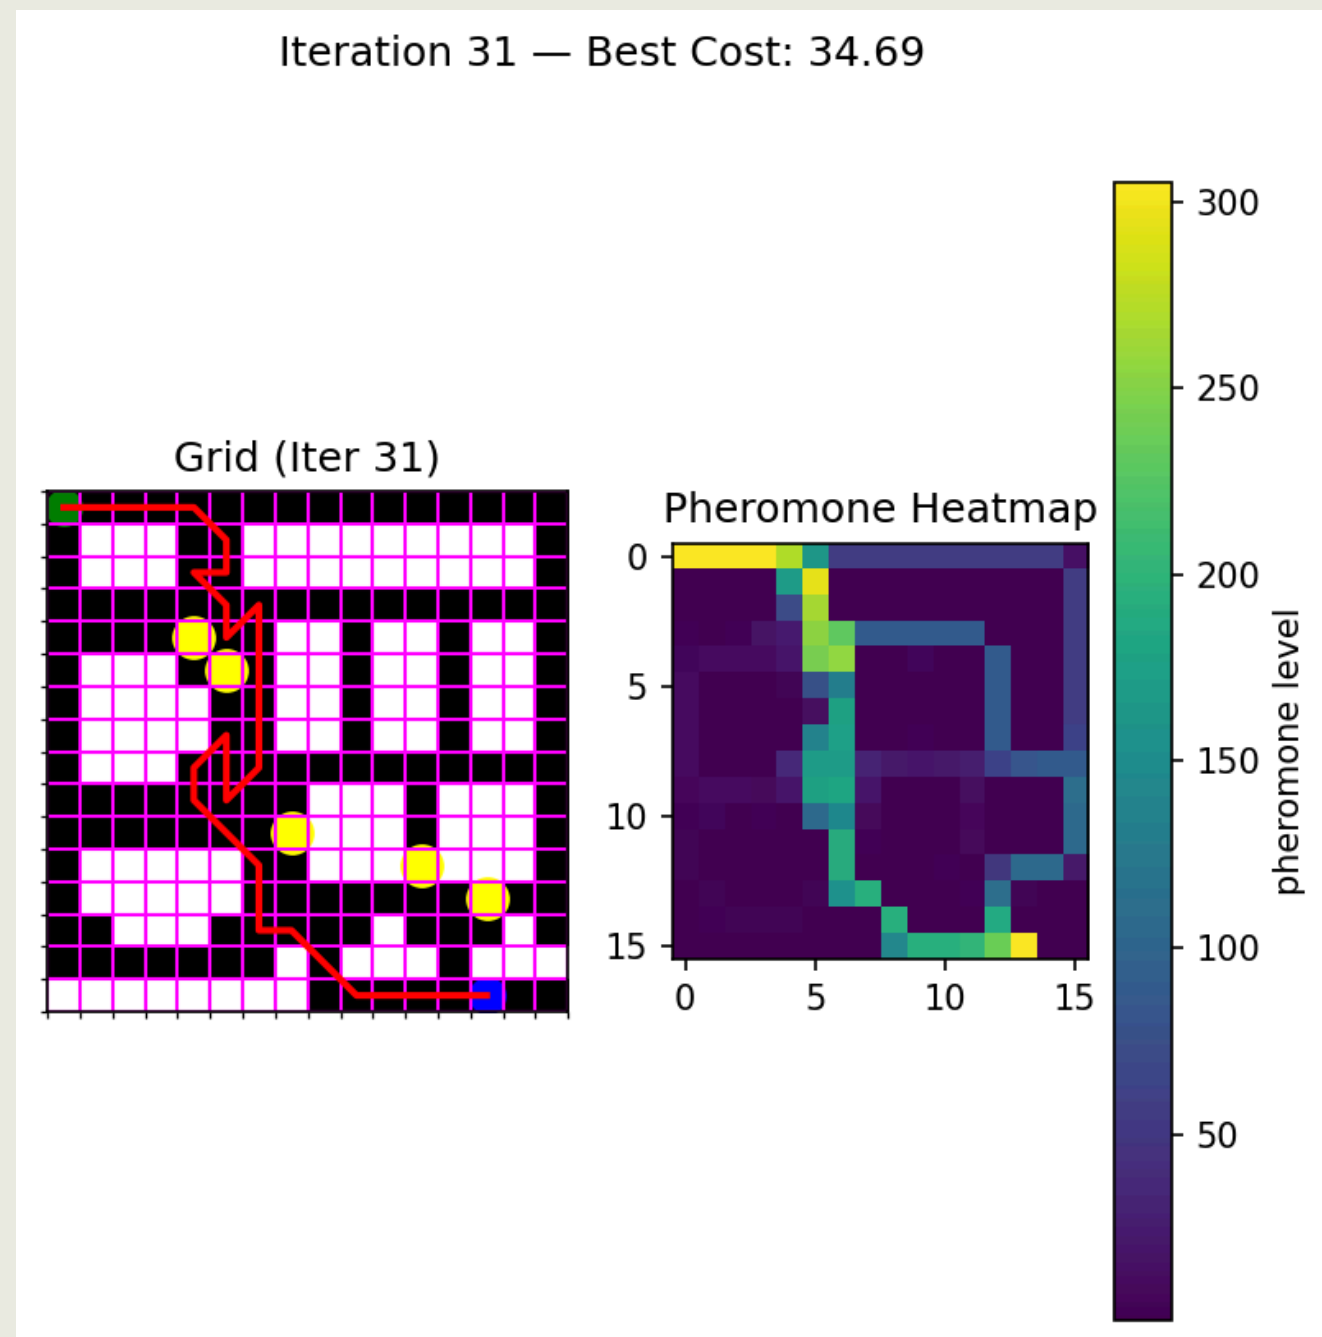 Iteration 31 — Best Cost: 34.69
Grid (Iter 31)
Pheromone Heatmap
0
5
10
15
0 5 10 15
300
250
200
150
100
50
pheromone level